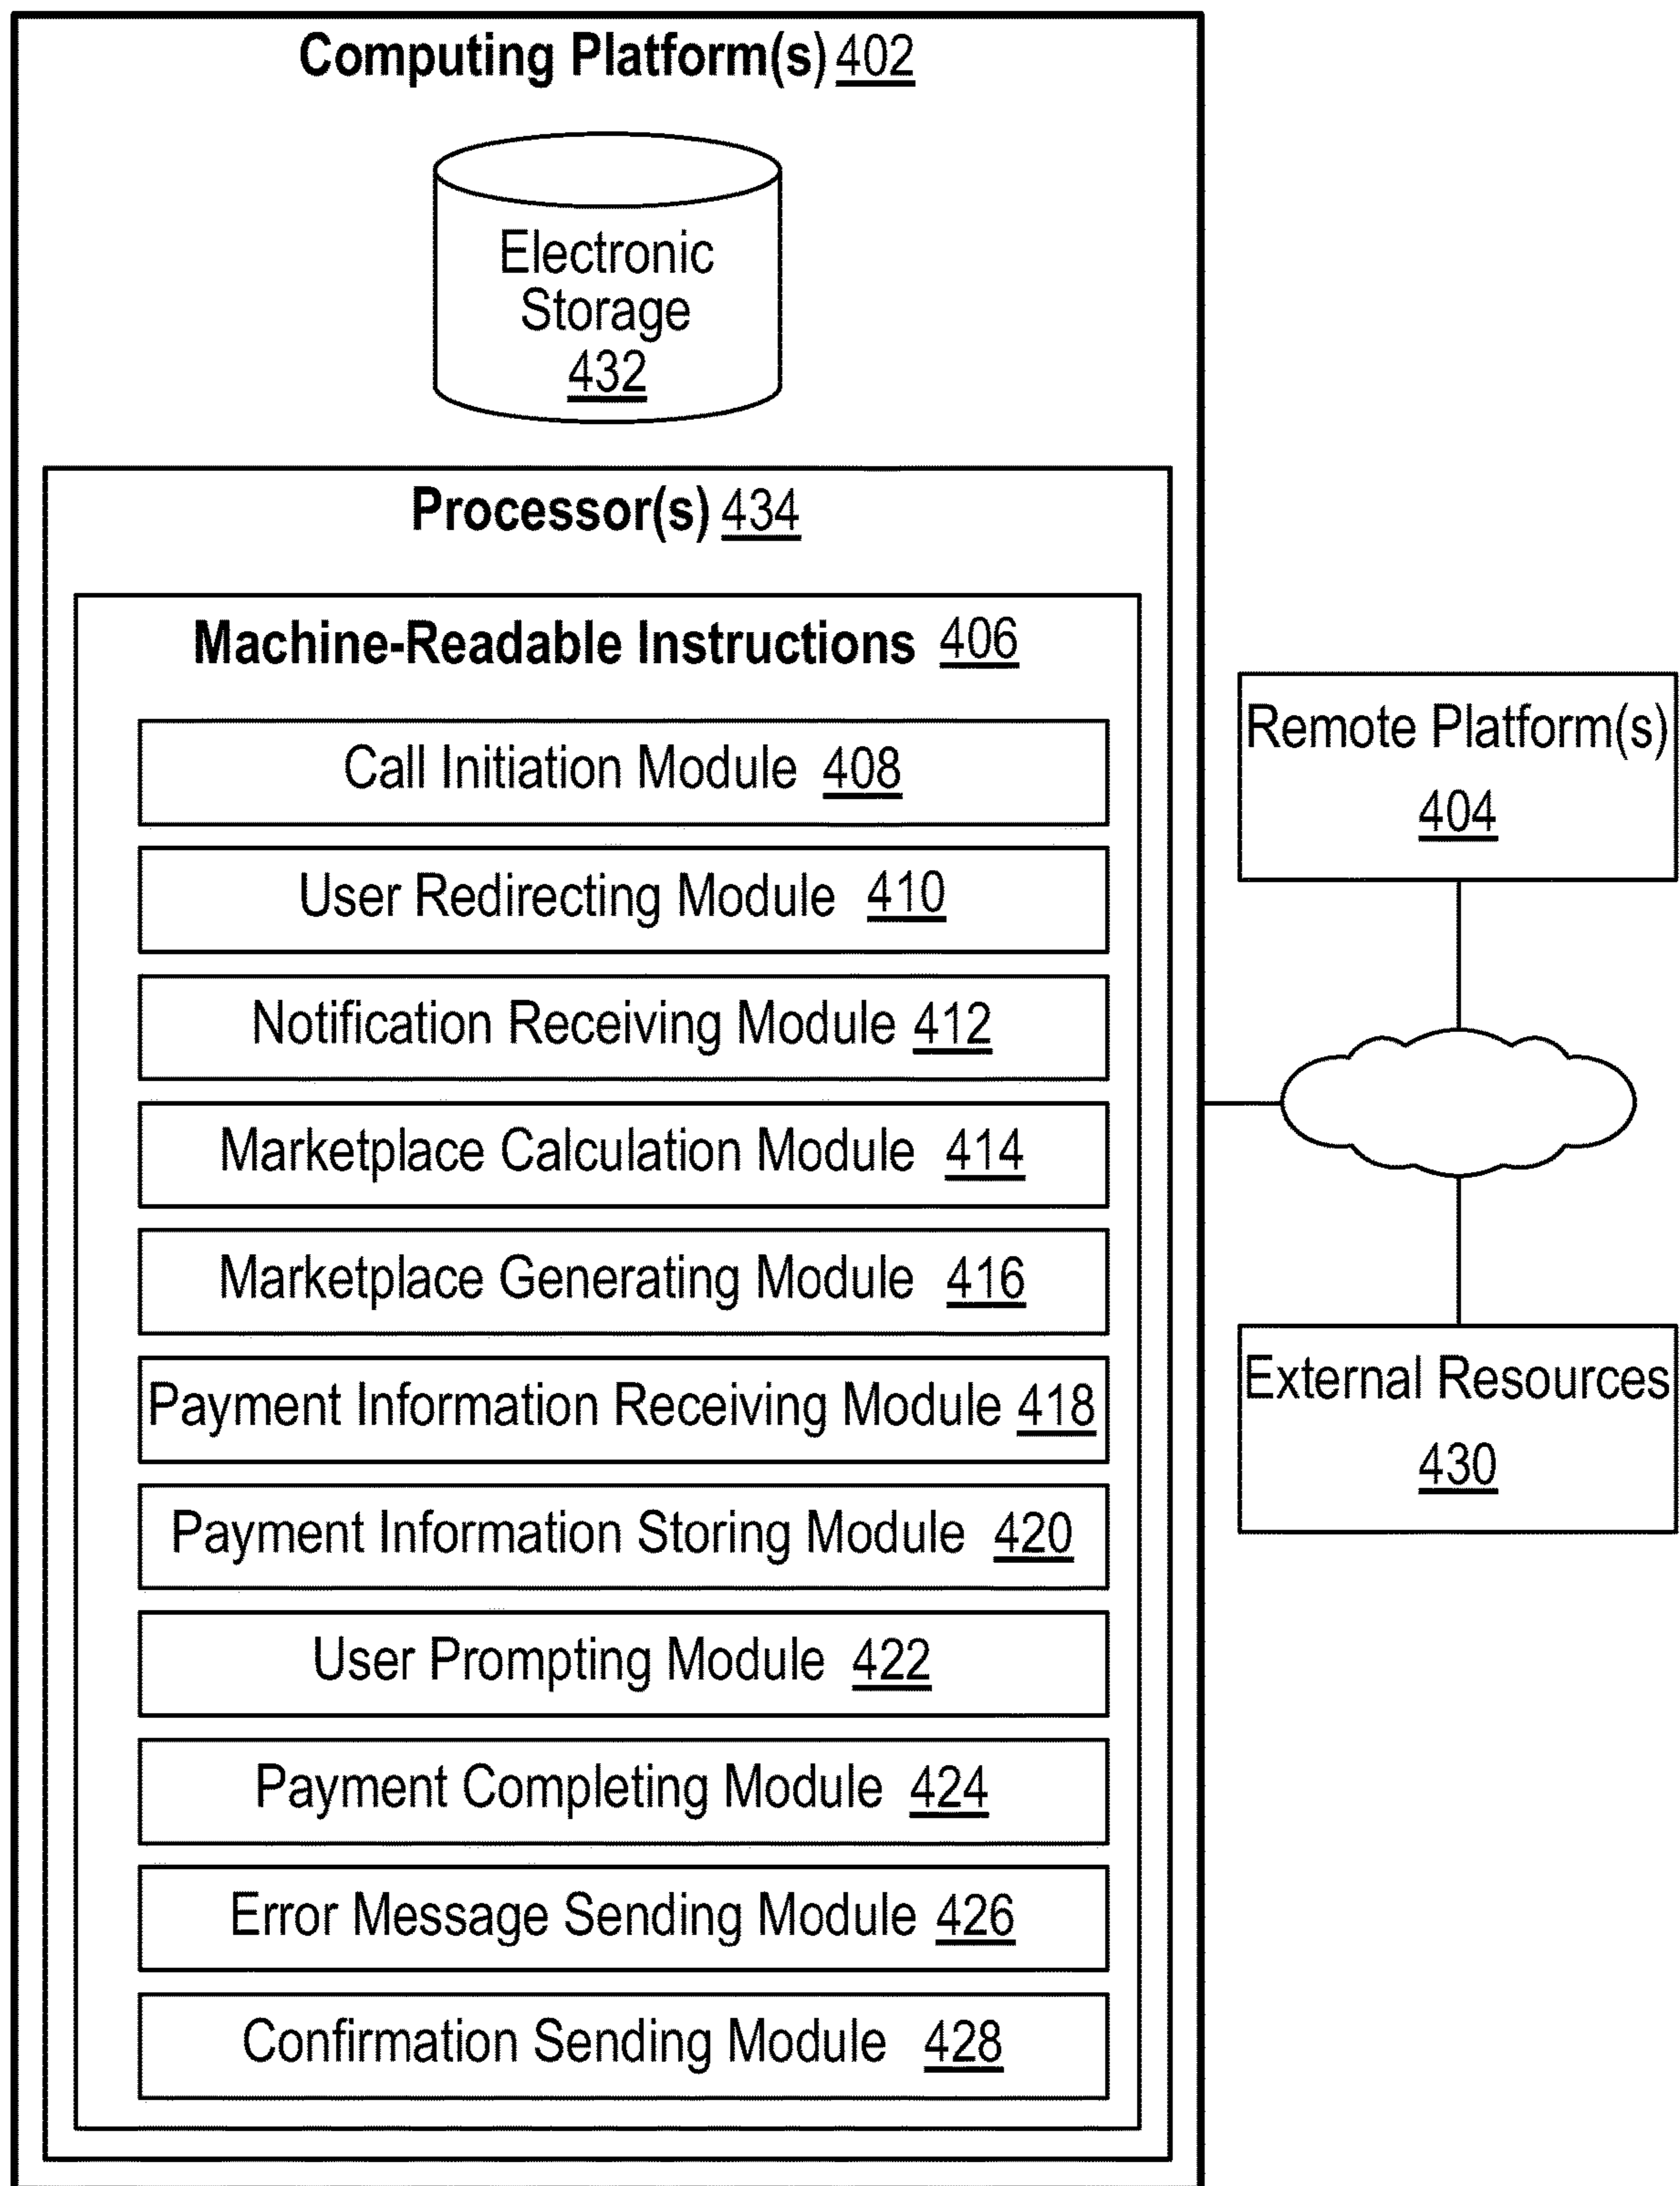 Computing Platform(s) 402
Electronic
Storage
432
Processor(s) 434
Machine-Readable Instructions 406
Call Initiation Module 408
User Redirecting Module 410
Notification Receiving Module 412
Marketplace Calculation Module 414
Marketplace Generating Module 416
Payment Information Receiving Module 418
Payment Information Storing Module 420
User Prompting Module 422
Payment Completing Module 424
Error Message Sending Module 426
Confirmation Sending Module 428
Remote Platform(s)
404
External Resources
430